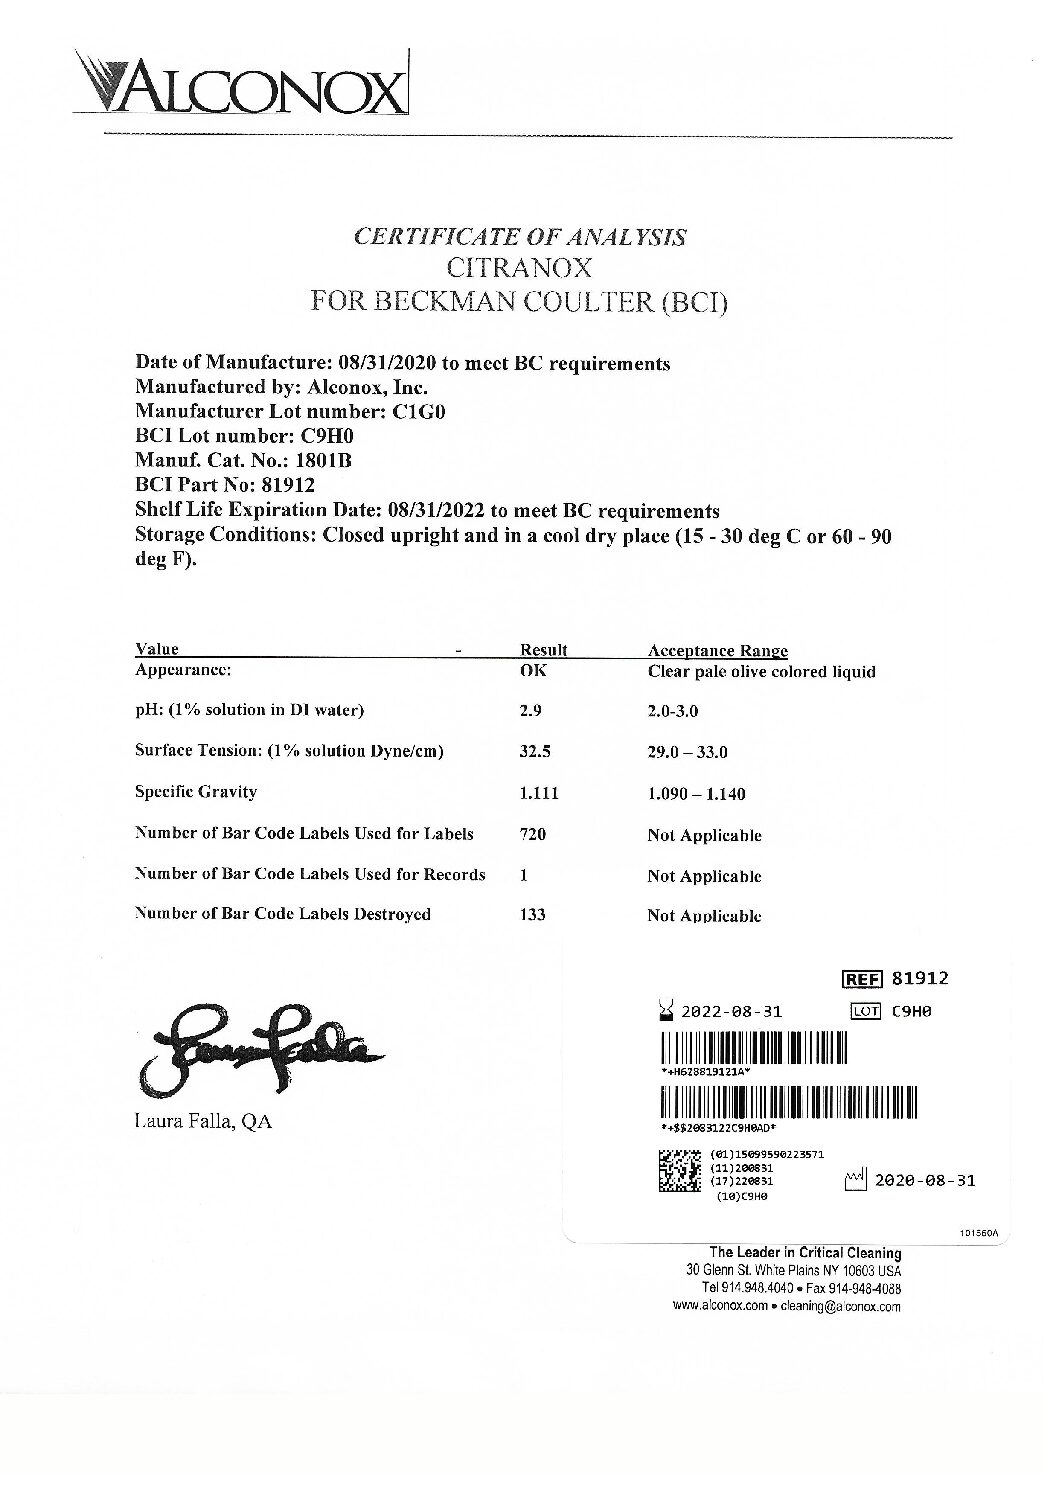 ALCONOX
CERTIFICATE OF ANALYSIS
CITRANOX
FOR BECKMAN COULTER (BCI)
Date of Manufacture: 08/31/2020 to meet BC requirements
Manufactured by: Alconox, Inc.
Manufacturer Lot number: C1G0
BCI Lot number: C9H0
Manuf. Cat. No.: 1801B
BCI Part No: 81912
Shelf Life Expiration Date: 08/31/2022 to meet BC requirements
Storage Conditions: Closed upright and in a cool dry place (15 - 30 deg C or 60 - 90
deg F).
Value - Result Acceptance Range
Appearance: OK Clear pale olive colored liquid
pH: (1% solution in DI water) 2.9 2.0-3.0
Surface Tension: (1% solution Dyne/cm) 32.5 29.0 – 33.0
Specific Gravity 1.111 1.090 – 1.140
Number of Bar Code Labels Used for Labels 720 Not Applicable
Number of Bar Code Labels Used for Records 1 Not Applicable
Number of Bar Code Labels Destroyed 133 Not Applicable
REF 81912
2022-08-31 LOT C9H0
*+H628819121A*
*+$$2083122C9H0AD*
(01)15099590223571
(11)200831
(17)220831
(10)C9H0
2020-08-31
101560A
Laura Falla
Laura Falla, QA
The Leader in Critical Cleaning
30 Glenn St. White Plains NY 10603 USA
Tel 914.948.4040 • Fax 914-948-4088
www.alconox.com • cleaning@alconox.com